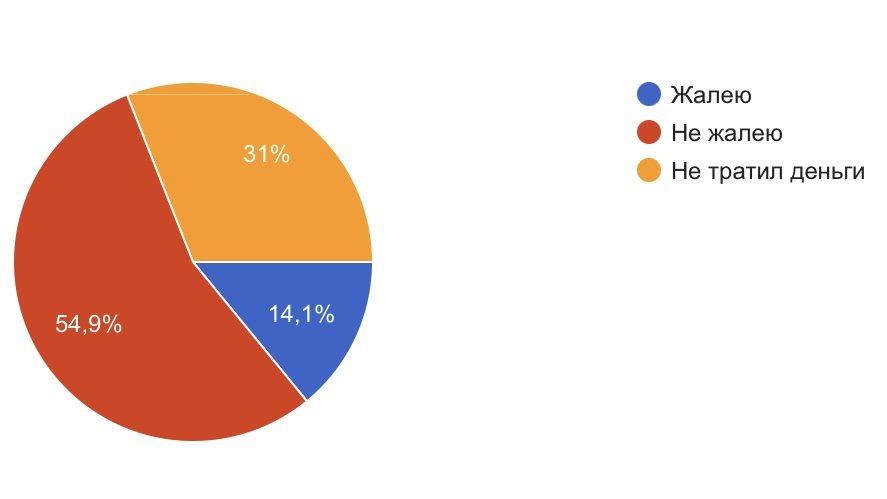 Жалею
Не жалею
Не тратил деньги
31%
14,1%
54,9%